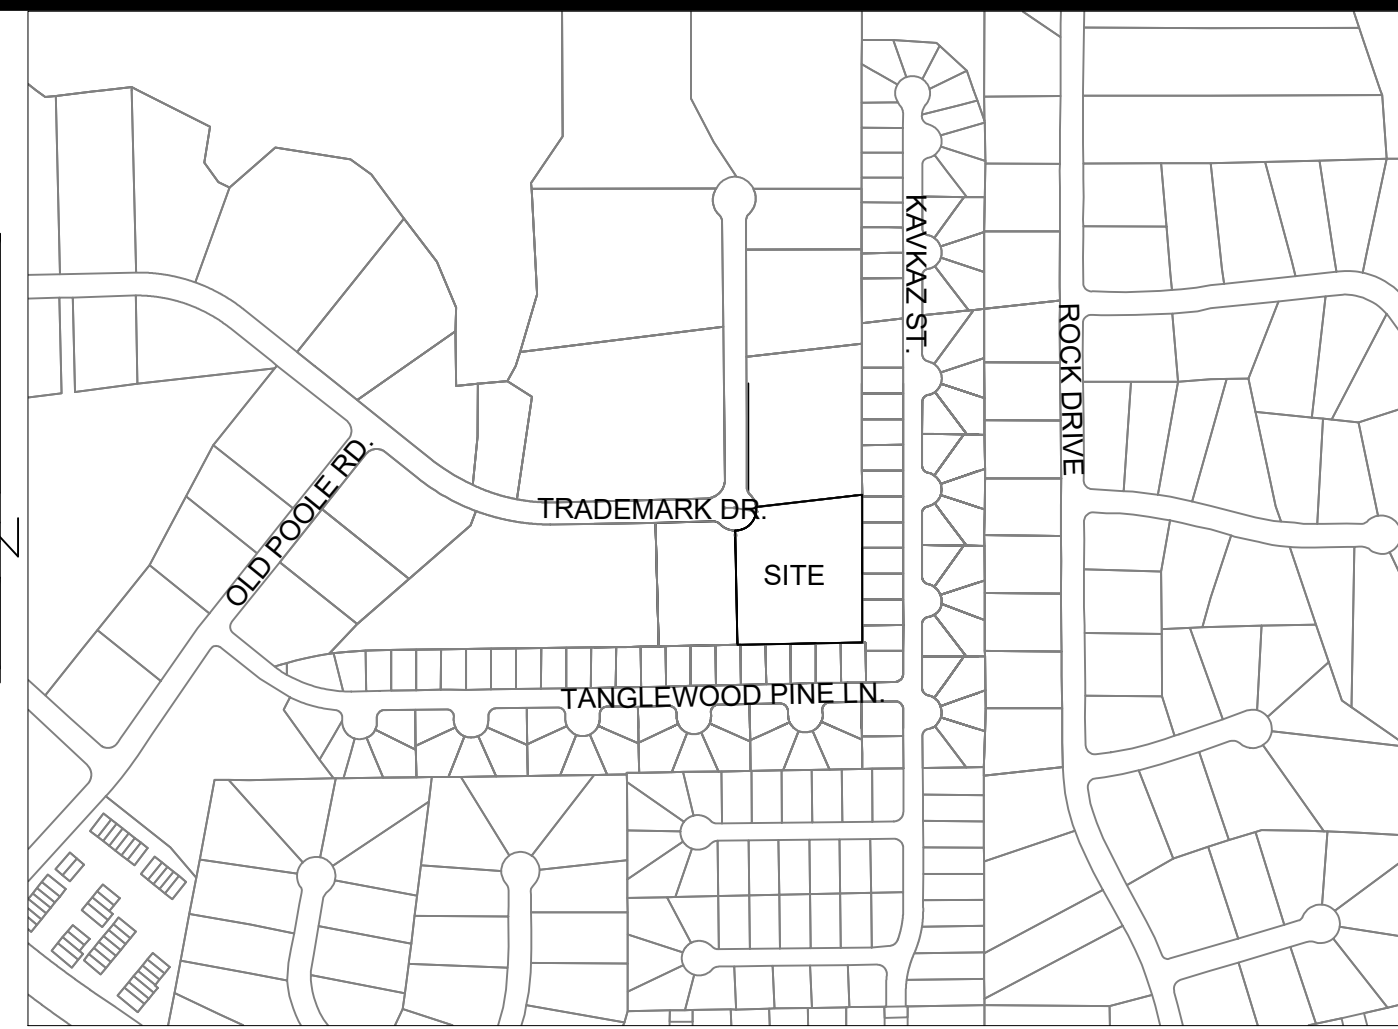 KAVKAZ ST.
ROCK DRIVE
OLD POOLE RD.
TRADEMARK DR.
SITE
TANGLEWOOD PINE LN.